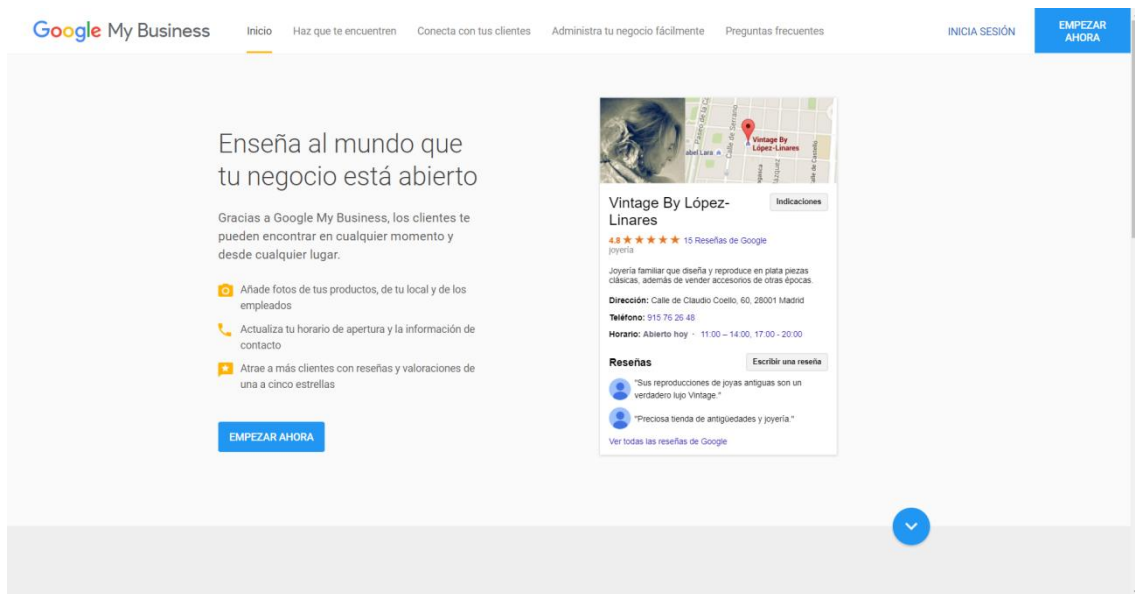 Google My Business
Inicio
Haz que te encuentren
Conecta con tus clientes
Administra tu negocio fácilmente
Preguntas frecuentes
INICIA SESIÓN
EMPEZAR
AHORA
Enseña al mundo que
tu negocio está abierto
Gracias a Google My Business, los clientes te
pueden encontrar en cualquier momento y
desde cualquier lugar.
Añade fotos de tus productos, de tu local y de los
empleados
Actualiza tu horario de apertura y la información de
contacto
Atrae a más clientes con reseñas y valoraciones de
una a cinco estrellas
EMPEZAR AHORA
Calle de Serrano
abel Lara
Vintage By
López-Linares
Vintage By López-
Linares
Indicaciones
4.8 ★ ★ ★ ★ ★ 15 Reseñas de Google
joyería
Joyería familiar que diseña y reproduce en plata piezas
clásicas, además de vender accesorios de otras épocas.
Dirección: Calle de Claudio Coello, 60, 28001 Madrid
Teléfono: 915 76 26 48
Horario: Abierto hoy · 11:00 – 14:00, 17:00 - 20:00
Reseñas
Escribir una reseña
"Sus reproducciones de joyas antiguas son un
verdadero lujo Vintage."
"Preciosa tienda de antigüedades y joyería."
Ver todas las reseñas de Google